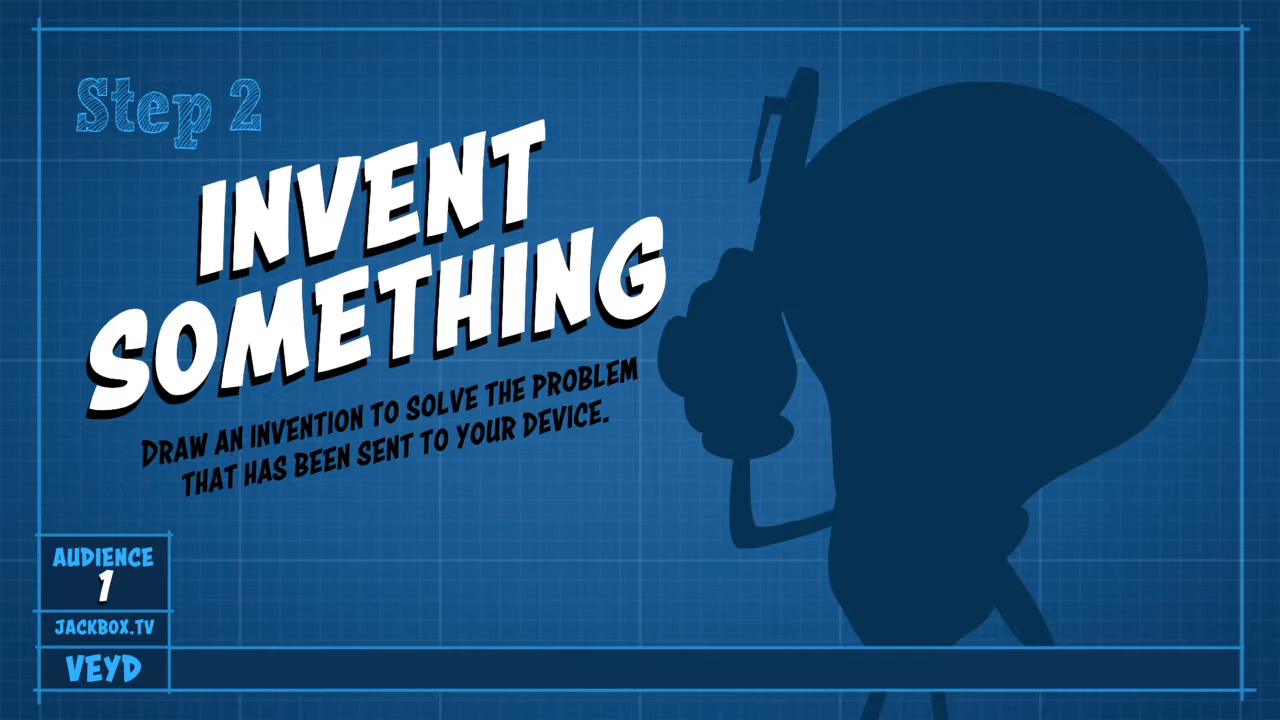 Step 2
INVENT
SOMETHING
DRAW AN INVENTION TO SOLVE THE PROBLEM
THAT HAS BEEN SENT TO YOUR DEVICE.
AUDIENCE
1
JACKBOX.TV
VEYD